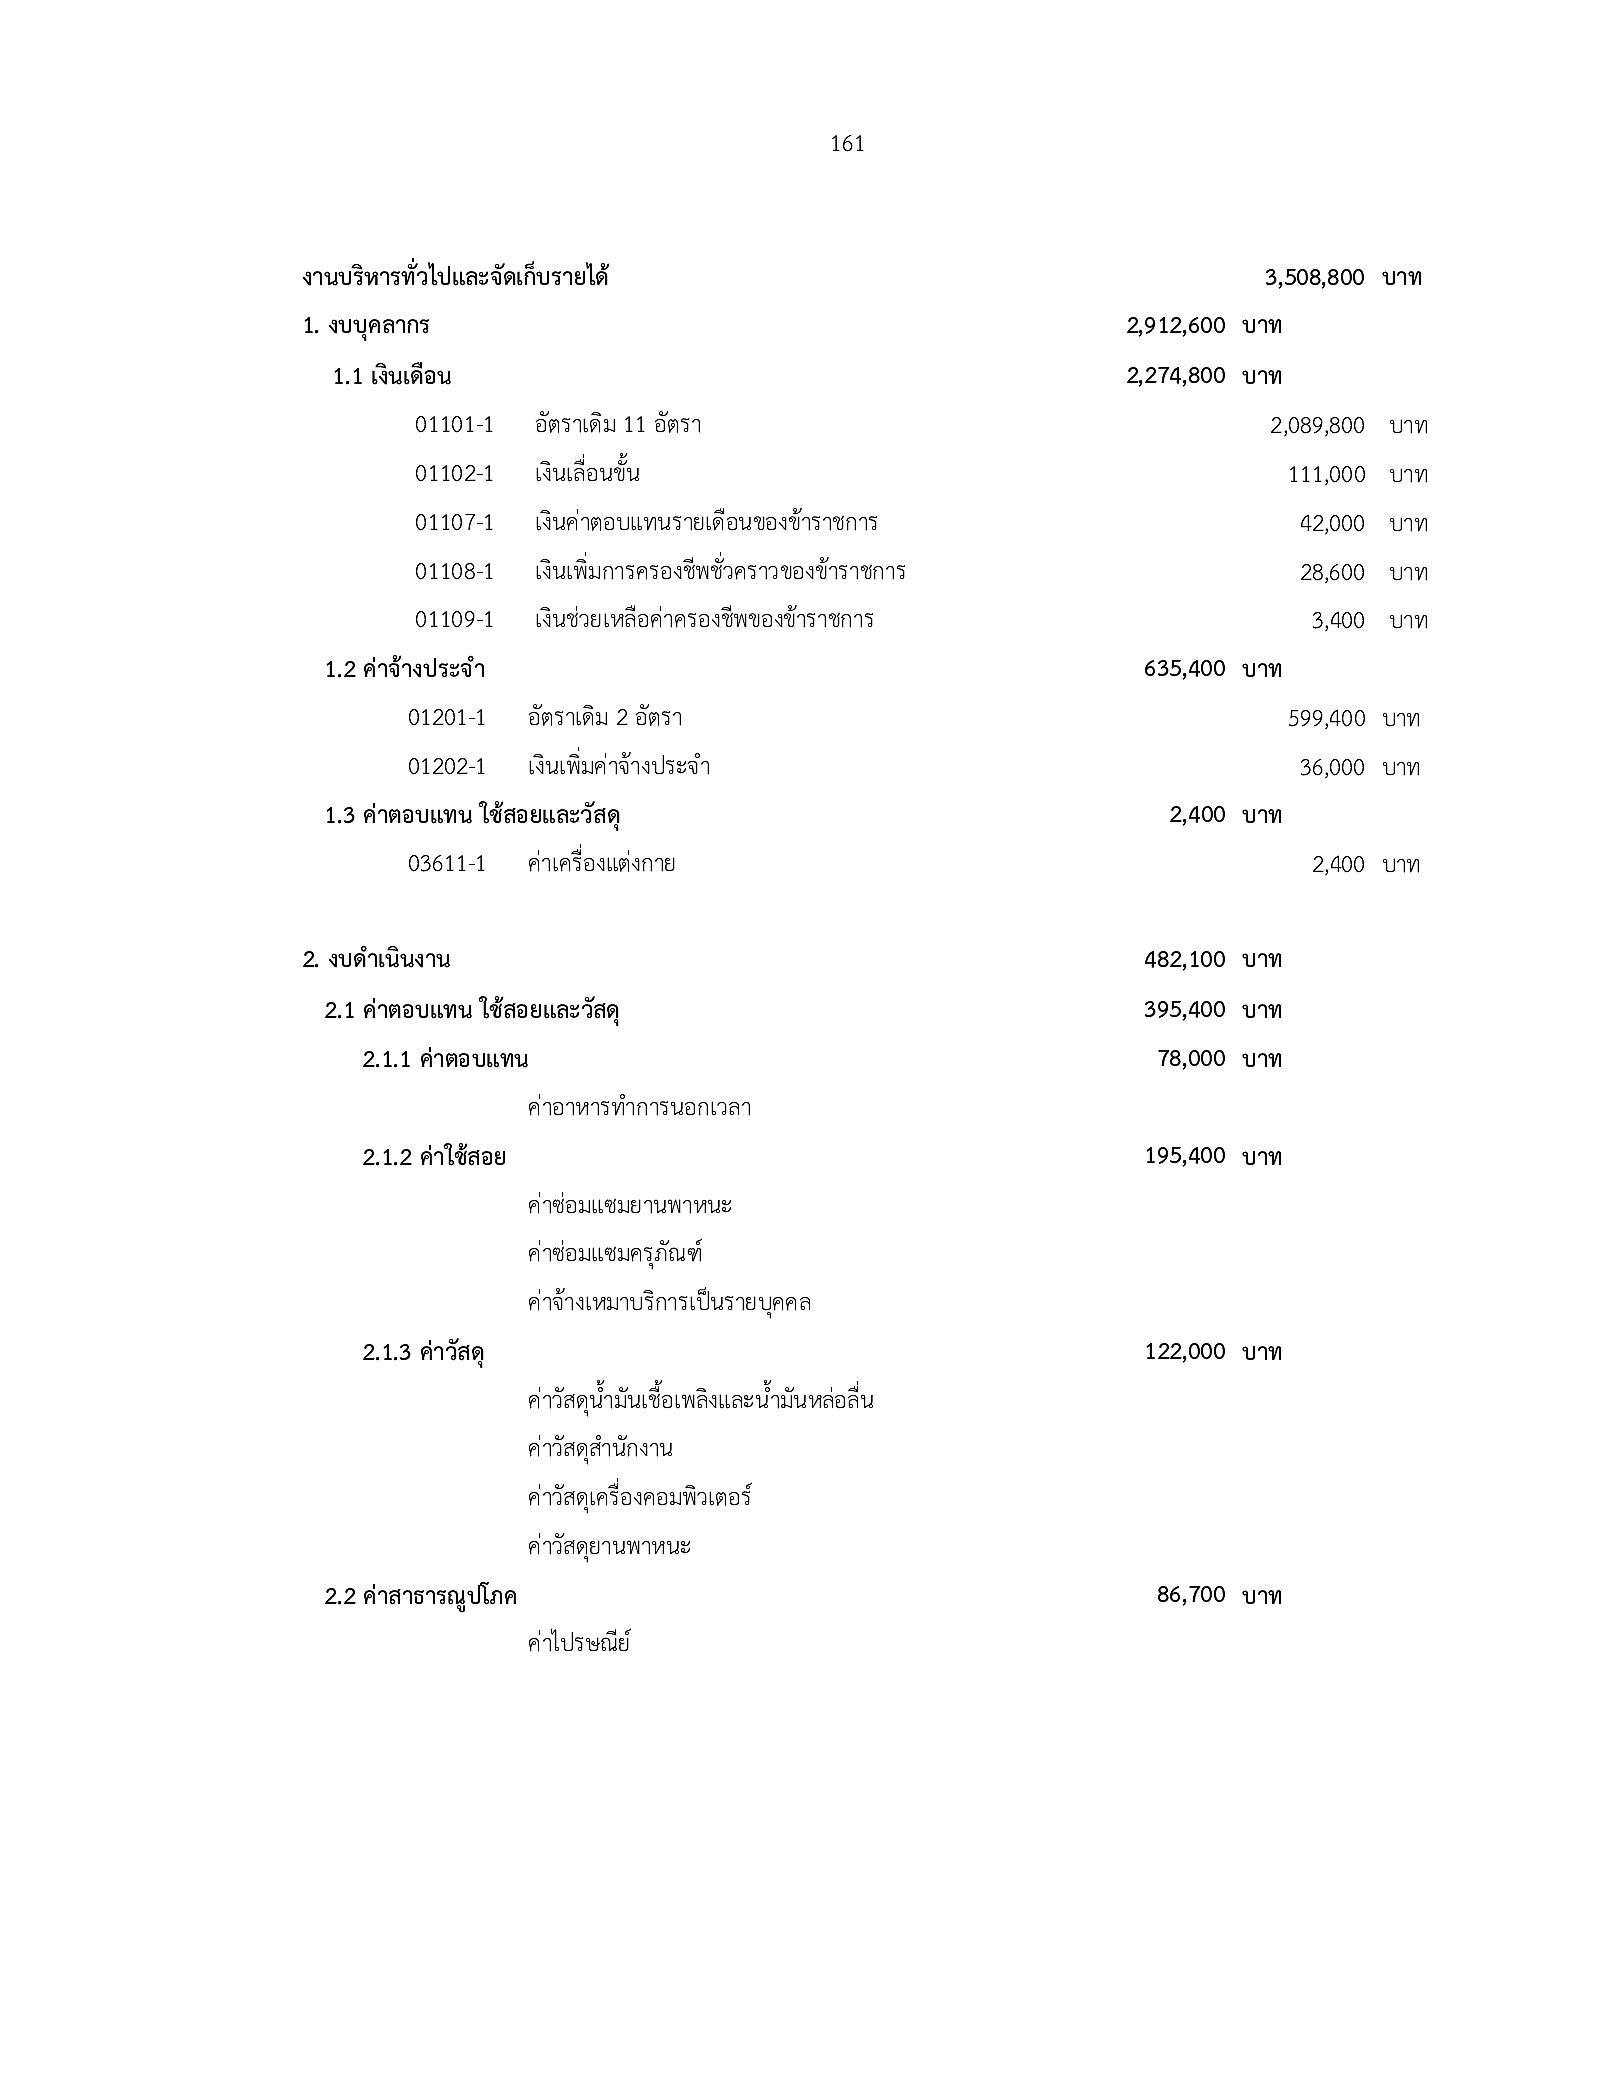 161
งานบริหารทั่วไปและจัดเก็บรายได้ 3,508,800 บาท
1. งบบุคลากร 2,912,600 บาท
1.1 เงินเดือน 2,274,800 บาท
01101-1 อัตราเดิม 11 อัตรา 2,089,800 บาท
01102-1 เงินเลื่อนขั้น 111,000 บาท
01107-1 เงินค่าตอบแทนรายเดือนของข้าราชการ 42,000 บาท
01108-1 เงินเพิ่มการครองชีพชั่วคราวของข้าราชการ 28,600 บาท
01109-1 เงินช่วยเหลือค่าครองชีพของข้าราชการ 3,400 บาท
1.2 ค่าจ้างประจำ 635,400 บาท
01201-1 อัตราเดิม 2 อัตรา 599,400 บาท
01202-1 เงินเพิ่มค่าจ้างประจำ 36,000 บาท
1.3 ค่าตอบแทน ใช้สอยและวัสดุ 2,400 บาท
03611-1 ค่าเครื่องแต่งกาย 2,400 บาท
2. งบดำเนินงาน 482,100 บาท
2.1 ค่าตอบแทน ใช้สอยและวัสดุ 395,400 บาท
2.1.1 ค่าตอบแทน 78,000 บาท
ค่าอาหารทำการนอกเวลา
2.1.2 ค่าใช้สอย 195,400 บาท
ค่าซ่อมแซมยานพาหนะ
ค่าซ่อมแซมครุภัณฑ์
ค่าจ้างเหมาบริการเป็นรายบุคคล
2.1.3 ค่าวัสดุ 122,000 บาท
ค่าวัสดุน้ำมันเชื้อเพลิงและน้ำมันหล่อลื่น
ค่าวัสดุสำนักงาน
ค่าวัสดุเครื่องคอมพิวเตอร์
ค่าวัสดุยานพาหนะ
2.2 ค่าสาธารณูปโภค 86,700 บาท
ค่าไปรษณีย์